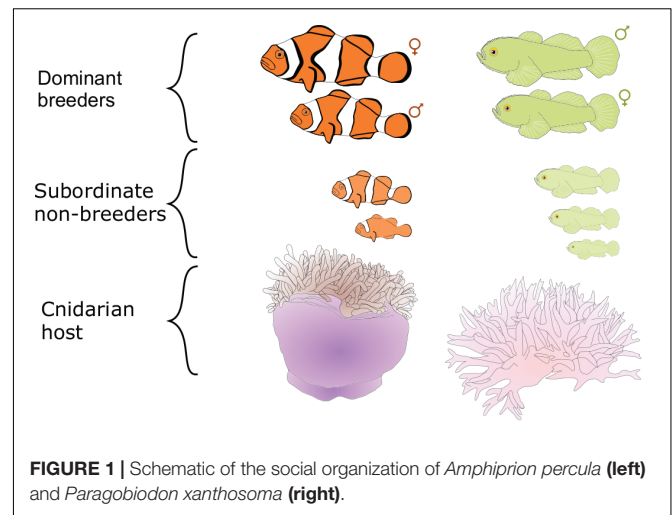 Dominant
breeders
♀
♂
♂
♀
Subordinate
non-breeders
Cnidarian
host
FIGURE 1 | Schematic of the social organization of Amphiprion percula (left)
and Paragobiodon xanthosoma (right).